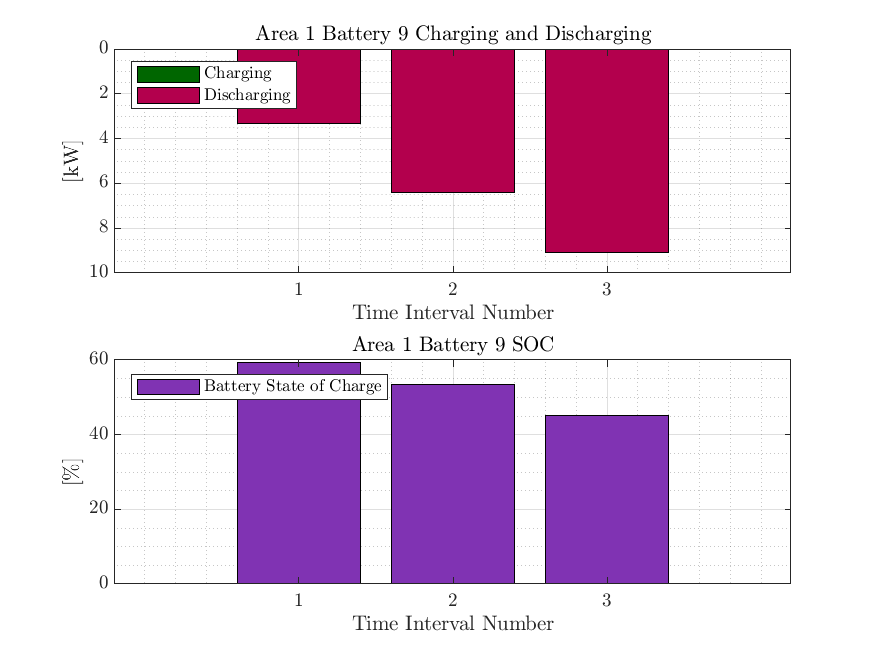 Area 1 Battery 9 Charging and Discharging
0
2
4
6
8
10
[kW]
Charging
Discharging
1 2 3
Time Interval Number
Area 1 Battery 9 SOC
60
40
20
0
[%]
Battery State of Charge
1 2 3
Time Interval Number